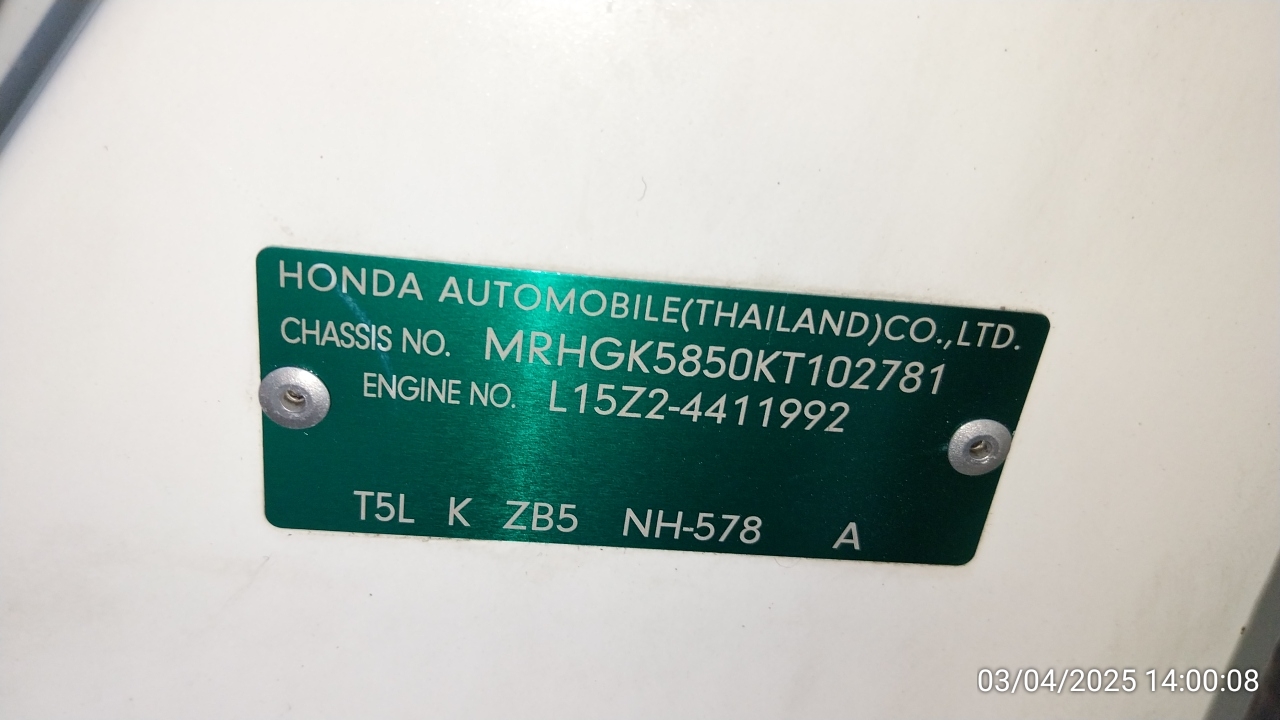 HONDA AUTOMOBILE(THAILAND)CO.,LTD.
CHASSIS NO. MRHGK5850KT102781
ENGINE NO. L15Z2-4411992
T5L K ZB5 NH-578 A
03/04/2025 14:00:08